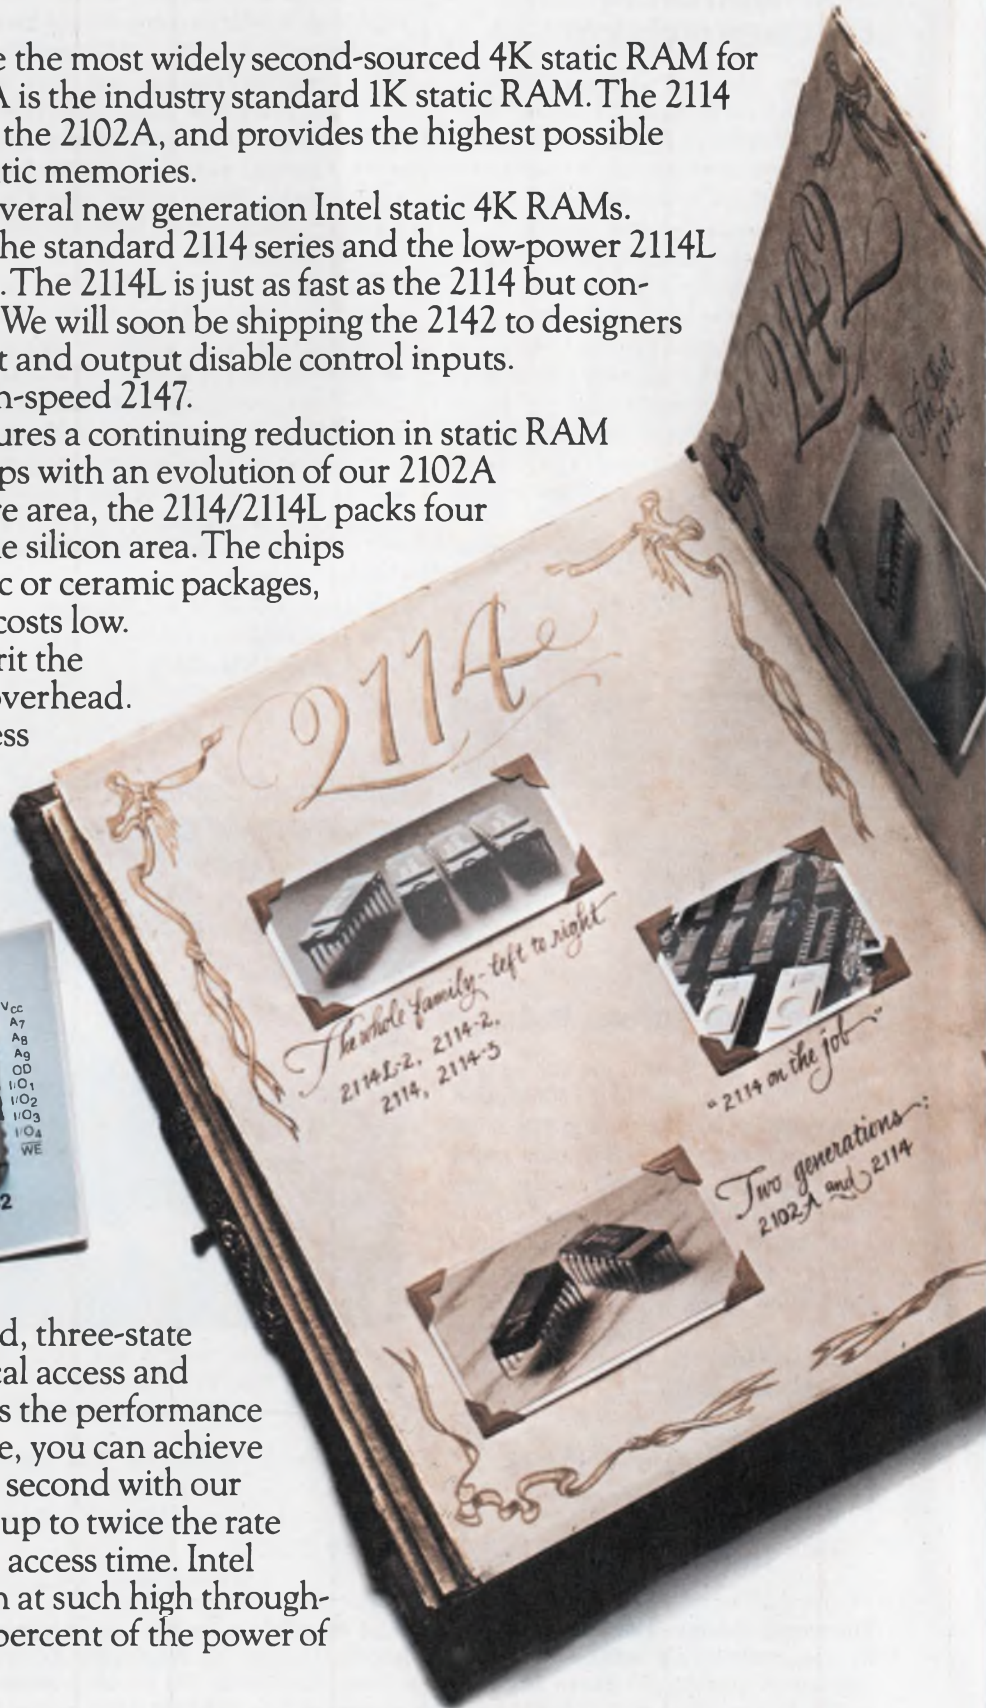 e the most widely second-sourced 4K static RAM for
A is the industry standard 1K static RAM. The 2114
the 2102A, and provides the highest possible
tic memories.
veral new generation Intel static 4K RAMs.
he standard 2114 series and the low-power 2114L
. The 2114L is just as fast as the 2114 but con-
We will soon be shipping the 2142 to designers
t and output disable control inputs.
h-speed 2147.
ures a continuing reduction in static RAM
ps with an evolution of our 2102A
e area, the 2114/2114L packs four
e silicon area. The chips
c or ceramic packages,
costs low.
rit the
overhead.
ess
2142
2114
The whole family - left to right
2114L-2, 2114-2,
2114, 2114-3
"2114 on the job"
Two generations:
2102A and 2114
VCC
A7
A8
A9
OD
I/O1
I/O2
I/O3
I/O4
WE
2
d, three-state
cal access and
s the performance
e, you can achieve
second with our
up to twice the rate
access time. Intel
n at such high through-
percent of the power of